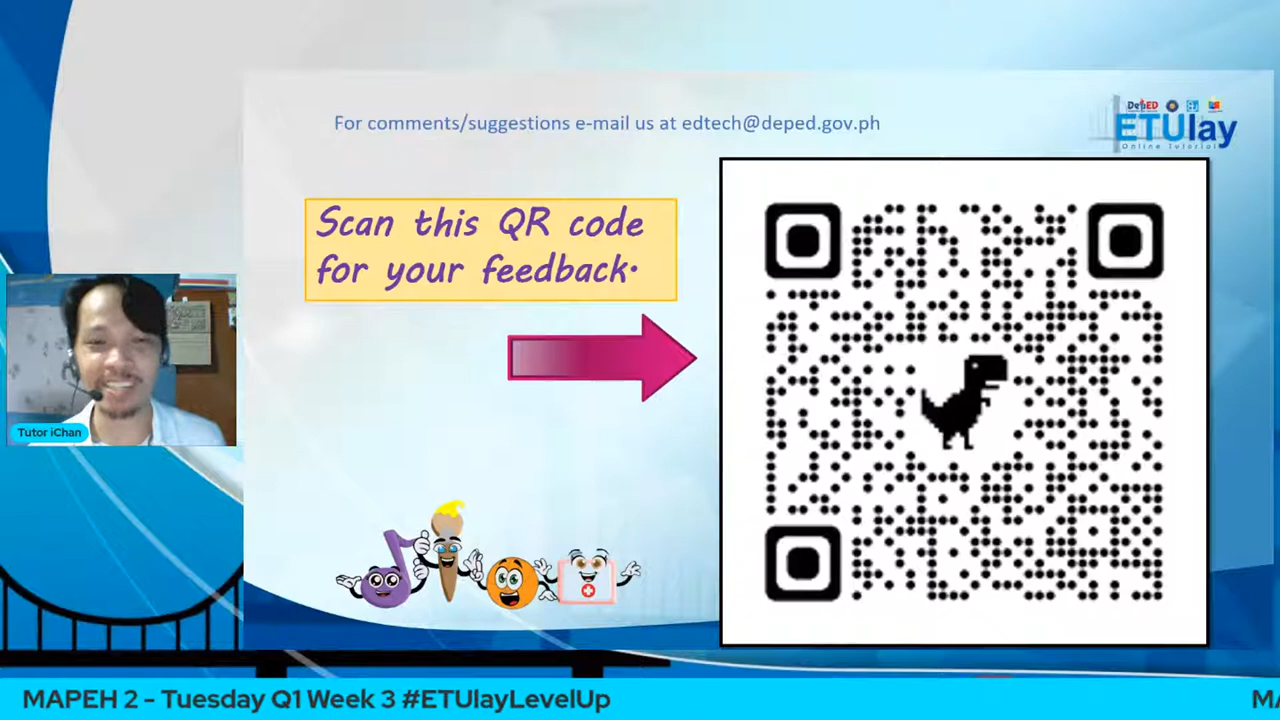 For comments/suggestions e-mail us at edtech@deped.gov.ph
DepED
ETUlay
Online Tutorial
Scan this QR code
for your feedback.
Tutor iChan
MAPEH 2 - Tuesday Q1 Week 3 #ETUlayLevelUp
MA